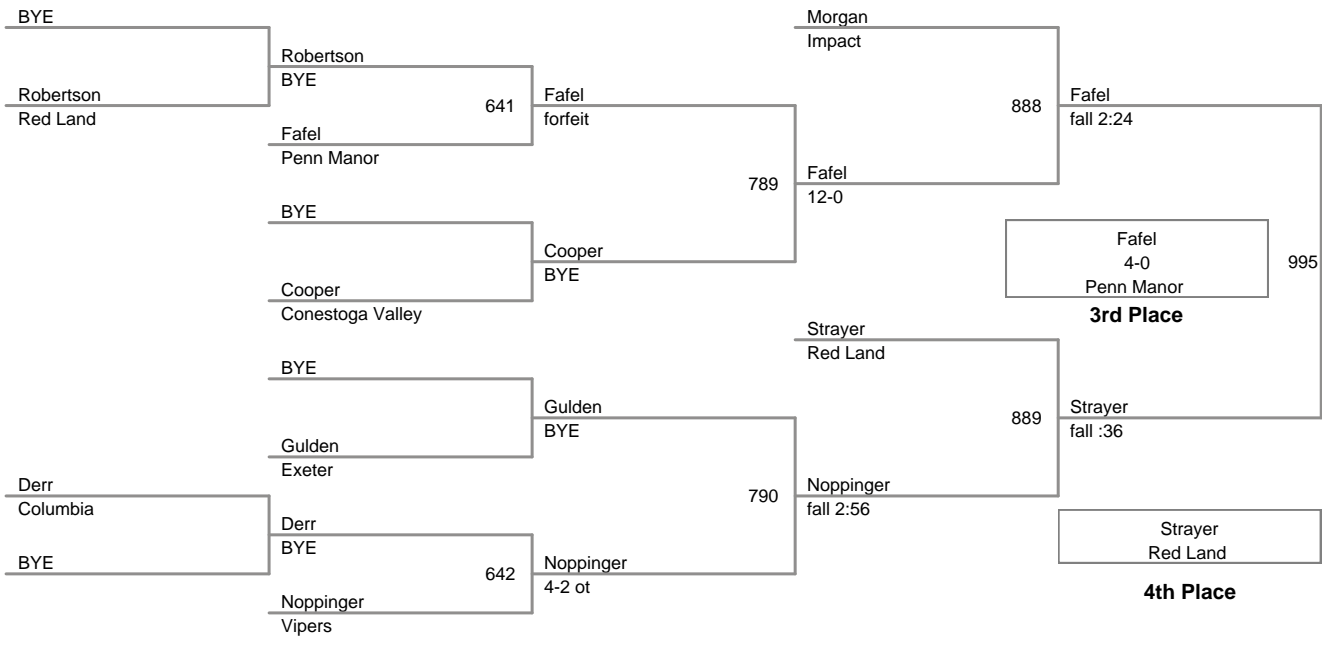 BYE
Morgan
Impact
Robertson
BYE
Robertson
Red Land
641
Fafel
forfeit
888
Fafel
fall 2:24
Fafel
Penn Manor
789
Fafel
12-0
BYE
Cooper
BYE
Fafel
4-0
Penn Manor
995
Cooper
Conestoga Valley
3rd Place
Strayer
Red Land
BYE
Gulden
BYE
889
Strayer
fall :36
Gulden
Exeter
Derr
Columbia
790
Noppinger
fall 2:56
Derr
BYE
Strayer
Red Land
BYE
642
Noppinger
4-2 ot
4th Place
Noppinger
Vipers